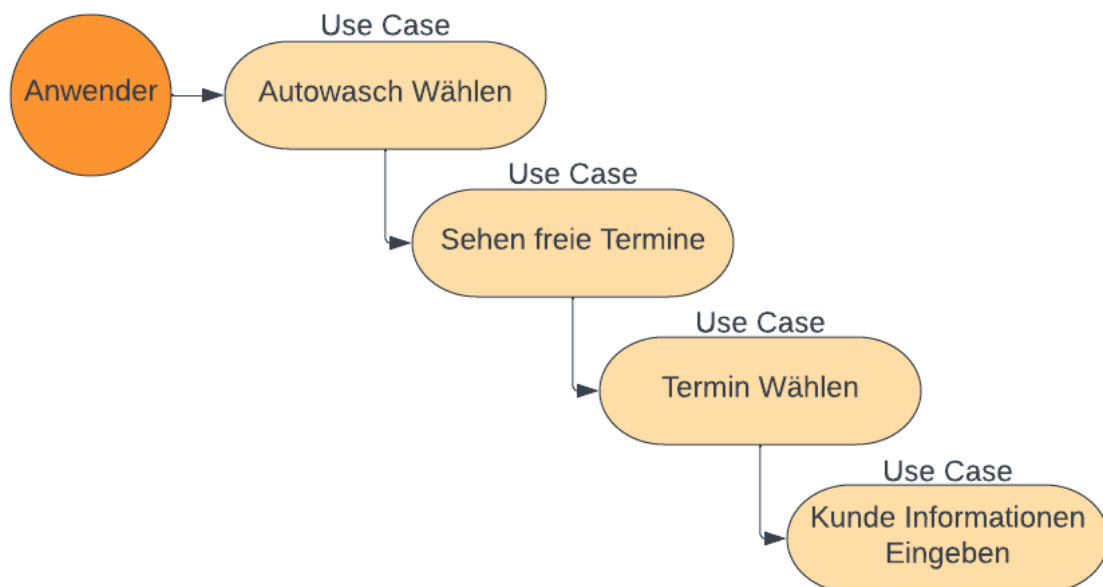 Use Case
Anwender
Autowasch Wählen
Use Case
Sehen freie Termine
Use Case
Termin Wählen
Use Case
Kunde Informationen
Eingeben